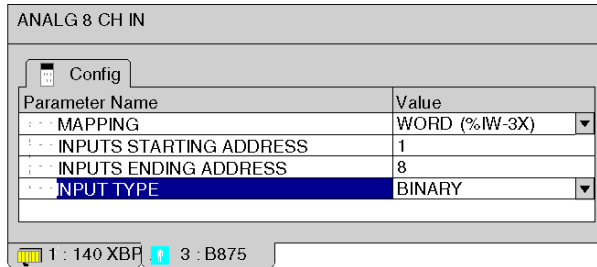 ANALG 8 CH IN
Config
Parameter Name Value
MAPPING WORD (%IW-3X)
INPUTS STARTING ADDRESS 1
INPUTS ENDING ADDRESS 8
INPUT TYPE BINARY
1 : 140 XBP 3 : B875